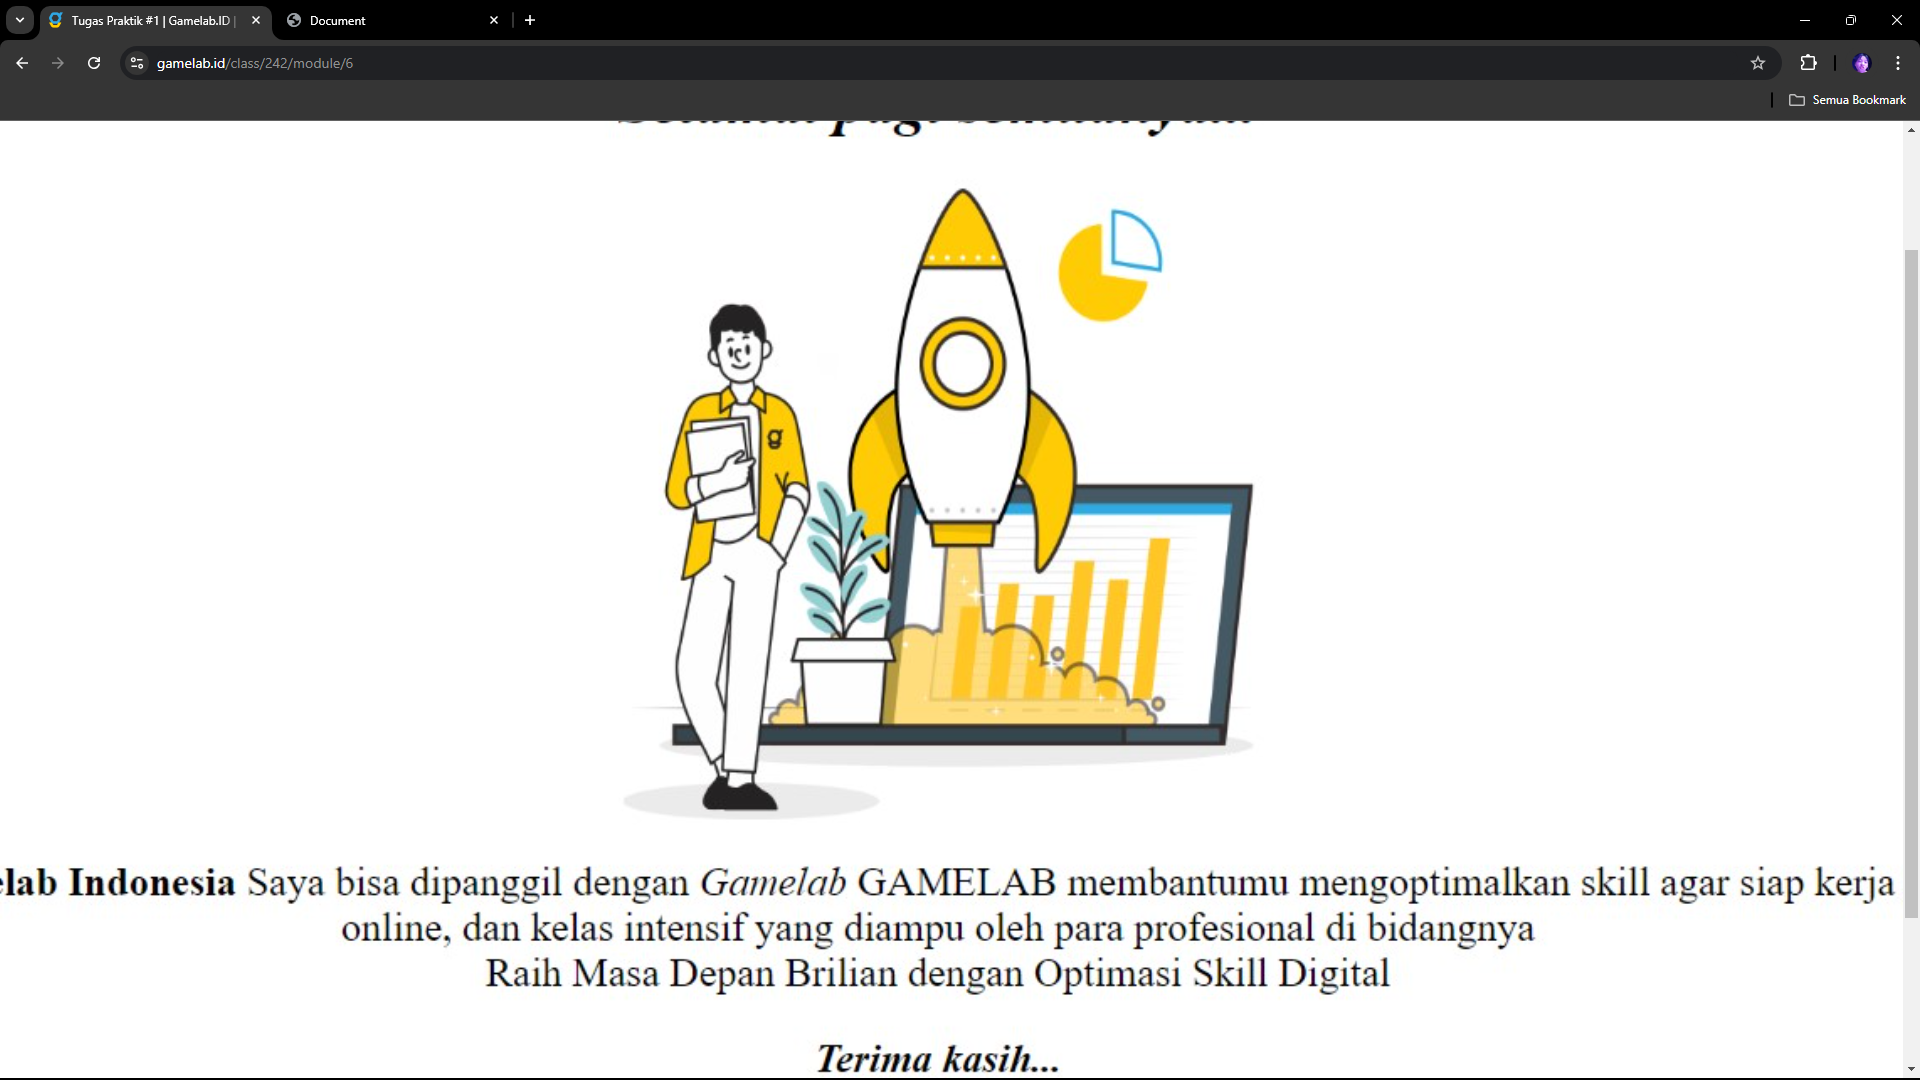 Tugas Praktik #1 | Gamelab.ID |
Document
gamelab.id/class/242/module/6
Semua Bookmark
elab Indonesia Saya bisa dipanggil dengan Gamelab GAMELAB membantumu mengoptimalkan skill agar siap kerja
online, dan kelas intensif yang diampu oleh para profesional di bidangnya
Raih Masa Depan Brilian dengan Optimasi Skill Digital
Terima kasih...